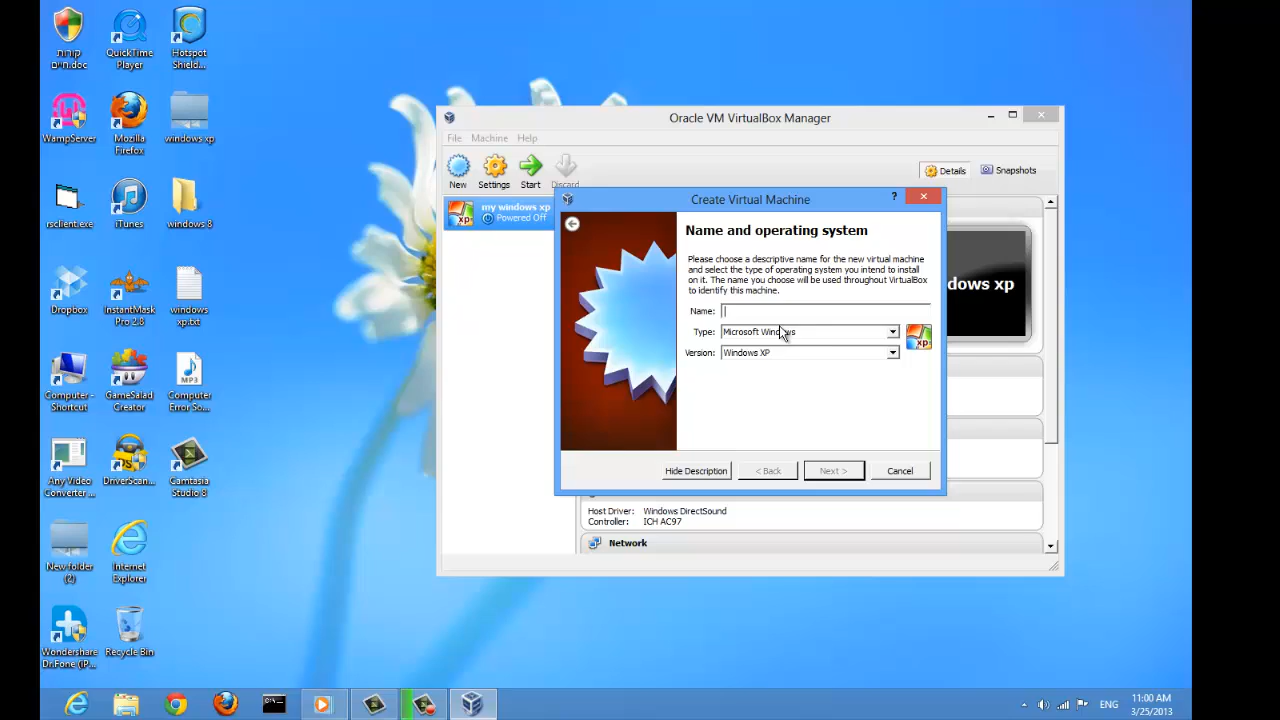 קורות
חיים.doc
QuickTime
Player
Hotspot
Shield...
WampServer
Mozilla
Firefox
windows xp
rsclient.exe
iTunes
windows 8
Dropbox
InstantMask
Pro 2.8
windows
xp.txt
Computer -
Shortcut
GameSalad
Creator
MP3
Computer
Error So...
Any Video
Converter ...
DriverScan...
Camtasia
Studio 8
New folder
(2)
Internet
Explorer
Wondershare
Dr.Fone (iP...
Recycle Bin
Oracle VM VirtualBox Manager
File Machine Help
New Settings Start Discard
Details Snapshots
my windows xp
Powered Off
xp
dows xp
Create Virtual Machine
?
Name and operating system
Please choose a descriptive name for the new virtual machine
and select the type of operating system you intend to install
on it. The name you choose will be used throughout VirtualBox
to identify this machine.
Name:
Type: Microsoft Windows
Version: Windows XP
xp
Hide Description < Back Next > Cancel
Host Driver: Windows DirectSound
Controller: ICH AC97
Network
ENG
11:00 AM
3/25/2013